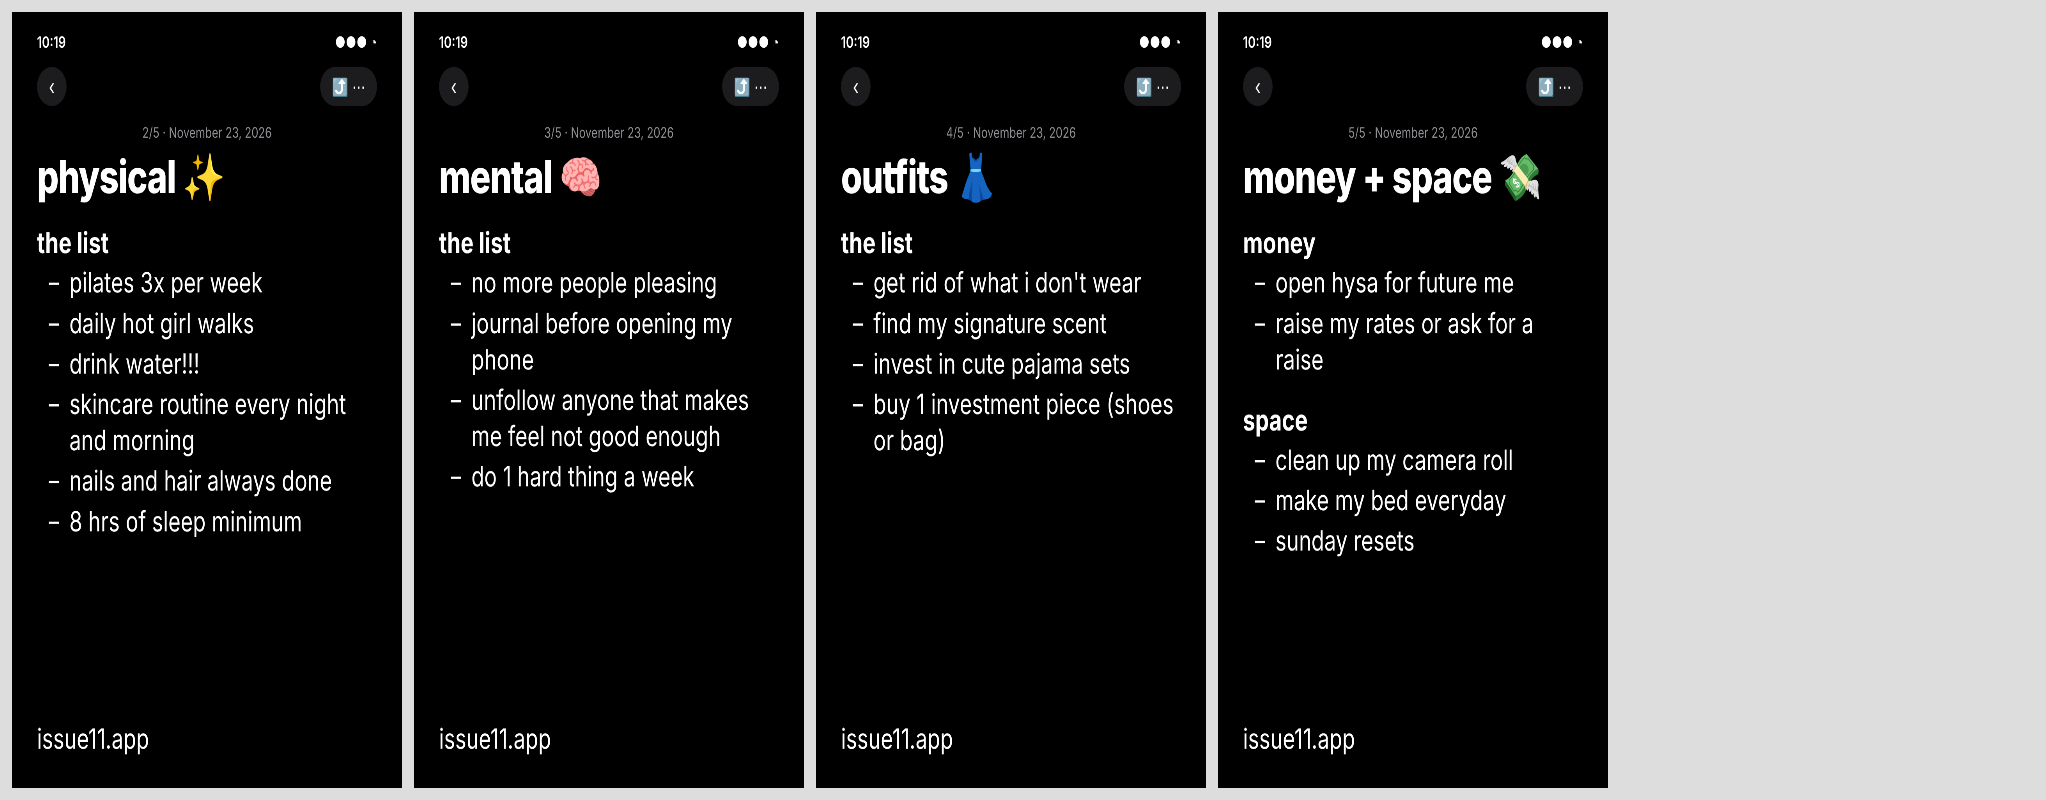 10:19
‹
⤴ ...
2/5 · November 23, 2026
physical ✨
the list
– pilates 3x per week
– daily hot girl walks
– drink water!!!
– skincare routine every night
and morning
– nails and hair always done
– 8 hrs of sleep minimum
issue11.app
10:19
‹
⤴ ...
3/5 · November 23, 2026
mental 🧠
the list
– no more people pleasing
– journal before opening my
phone
– unfollow anyone that makes
me feel not good enough
– do 1 hard thing a week
issue11.app
10:19
‹
⤴ ...
4/5 · November 23, 2026
outfits 👗
the list
– get rid of what i don't wear
– find my signature scent
– invest in cute pajama sets
– buy 1 investment piece (shoes
or bag)
issue11.app
10:19
‹
⤴ ...
5/5 · November 23, 2026
money + space 💸
money
– open hysa for future me
– raise my rates or ask for a
raise
space
– clean up my camera roll
– make my bed everyday
– sunday resets
issue11.app